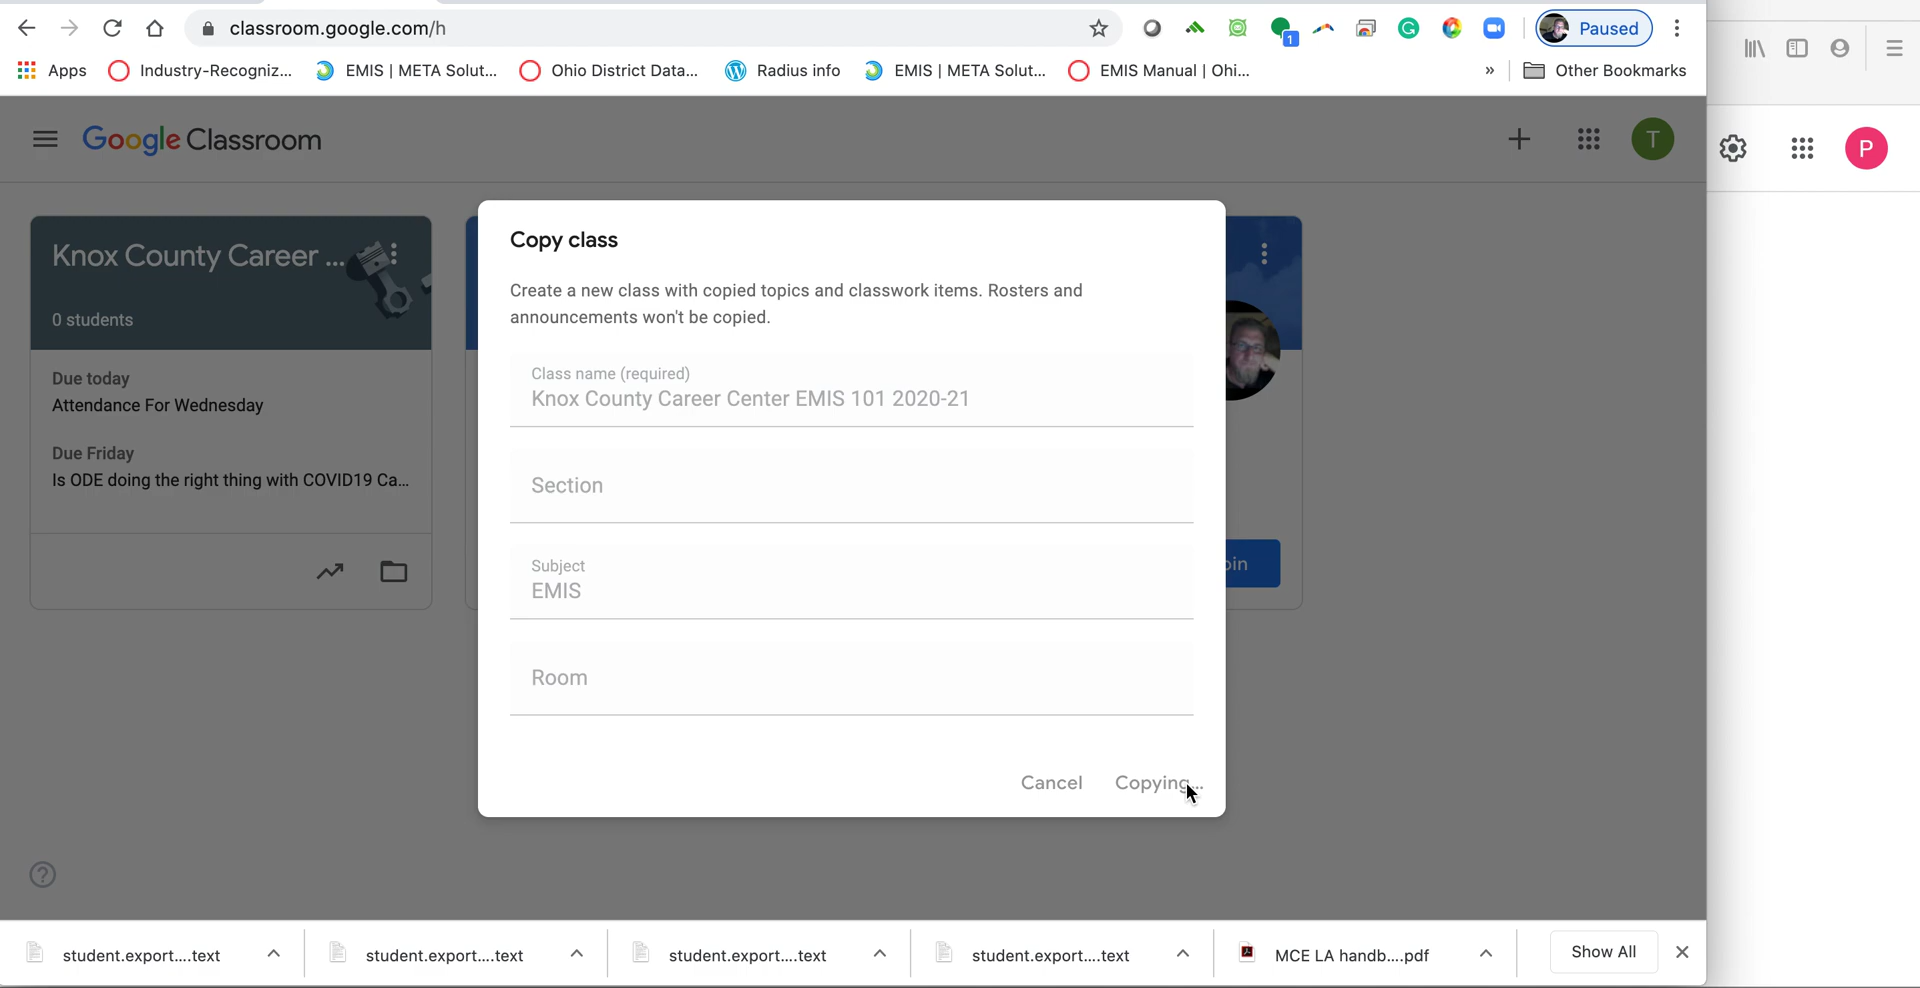 classroom.google.com/h
1
Paused
Apps
Industry-Recogniz...
EMIS | META Solut...
Ohio District Data...
Radius info
EMIS | META Solut...
EMIS Manual | Ohi...
»
Other Bookmarks
Google Classroom
T
P
Knox County Career ...
0 students
Due today
Attendance For Wednesday
Due Friday
Is ODE doing the right thing with COVID19 Ca...
Copy class
Create a new class with copied topics and classwork items. Rosters and
announcements won't be copied.
Class name (required)
Knox County Career Center EMIS 101 2020-21
Section
Subject
EMIS
Room
Cancel
Copying...
student.export....text
student.export....text
student.export....text
student.export....text
MCE LA handb....pdf
Show All